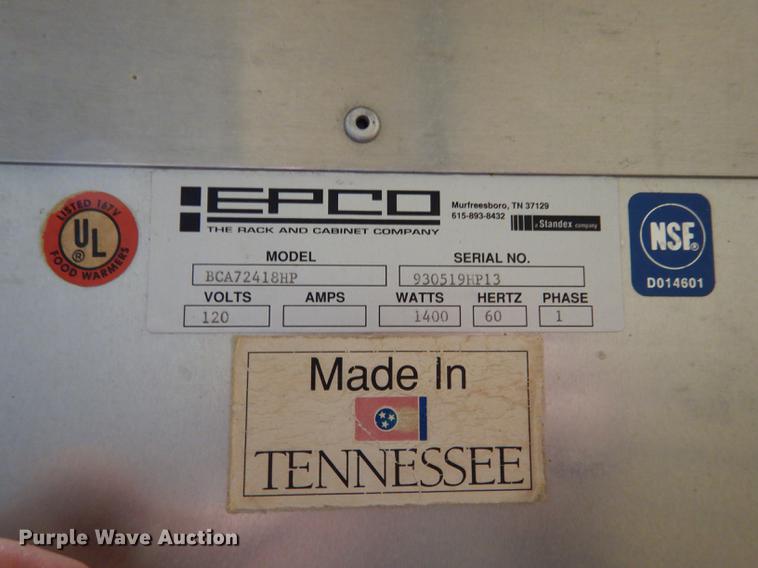 EPCO
THE RACK AND CABINET COMPANY
Murfreesboro, TN 37129
615-893-8432
a Standex company
LISTED 167V
UL
®
FOOD WARMERS
NSF®
D014601
MODEL
SERIAL NO.
BCA72418HP
930519HP13
VOLTS AMPS WATTS HERTZ PHASE
120 1400 60 1
Made In
TENNESSEE
Purple Wave Auction